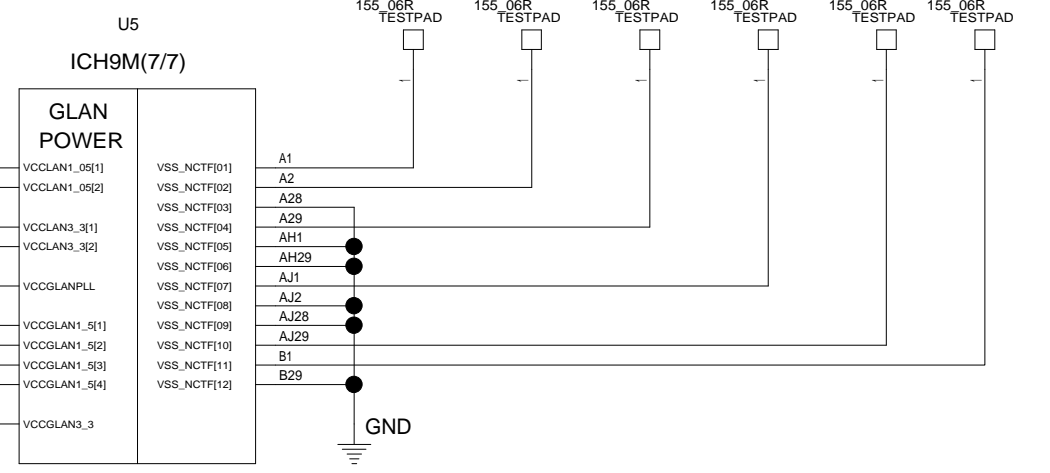 155_06R 155_06R 155_06R 155_06R 155_06R 155_06R
TESTPAD TESTPAD TESTPAD TESTPAD TESTPAD TESTPAD
U5
ICH9M(7/7)
GLAN
POWER
VCCLAN1_05[1] VSS_NCTF[01] A1
VCCLAN1_05[2] VSS_NCTF[02] A2
VSS_NCTF[03] A28
VCCLAN3_3[1] VSS_NCTF[04] A29
VCCLAN3_3[2] VSS_NCTF[05] AH1
VSS_NCTF[06] AH29
VCCGLANPLL VSS_NCTF[07] AJ1
VSS_NCTF[08] AJ2
VCCGLAN1_5[1] VSS_NCTF[09] AJ28
VCCGLAN1_5[2] VSS_NCTF[10] AJ29
VCCGLAN1_5[3] VSS_NCTF[11] B1
VCCGLAN1_5[4] VSS_NCTF[12] B29
VCCGLAN3_3
GND